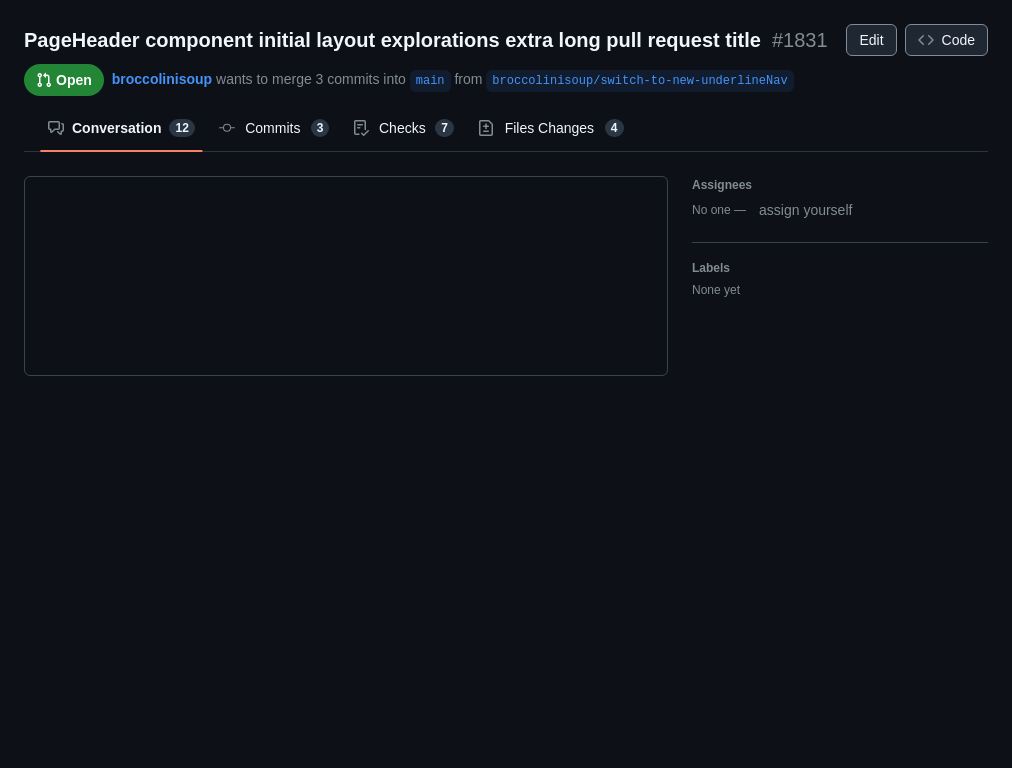 PageHeader component initial layout explorations extra long pull request title #1831 Edit Code
Open broccolinisoup wants to merge 3 commits into main from broccolinisoup/switch-to-new-underlineNav
Conversation 12 Commits 3 Checks 7 Files Changes 4
Assignees
No one — assign yourself
Labels
None yet